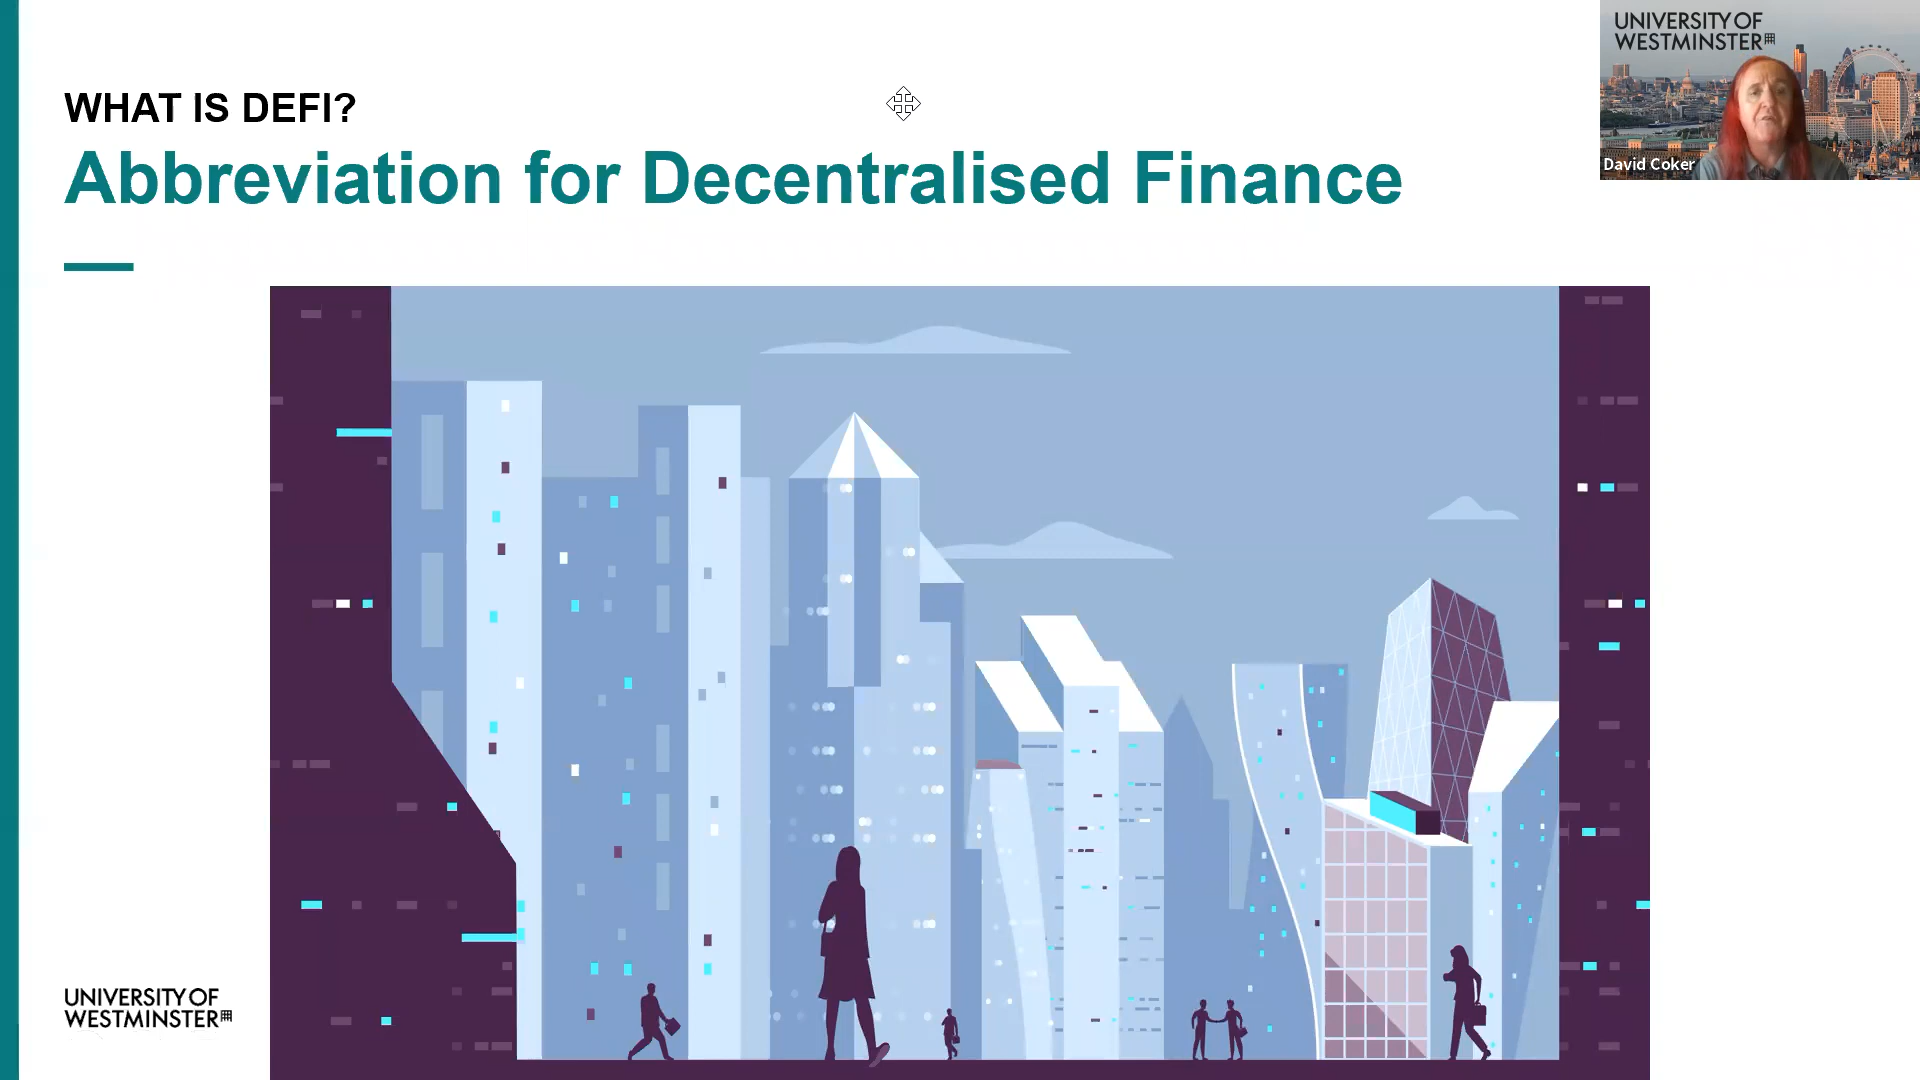 WHAT IS DEFI?
Abbreviation for Decentralised Finance
UNIVERSITY OF
WESTMINSTER
David Coker
UNIVERSITY OF
WESTMINSTER